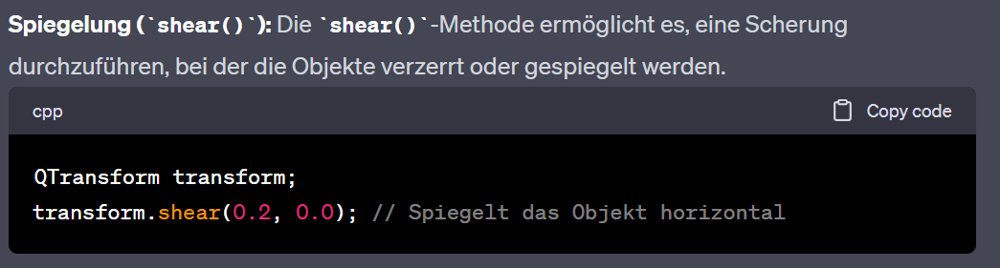 Spiegelung (`shear()`): Die `shear()`-Methode ermöglicht es, eine Scherung
durchzuführen, bei der die Objekte verzerrt oder gespiegelt werden.
cpp Copy code
QTransform transform;
transform.shear(0.2, 0.0); // Spiegelt das Objekt horizontal